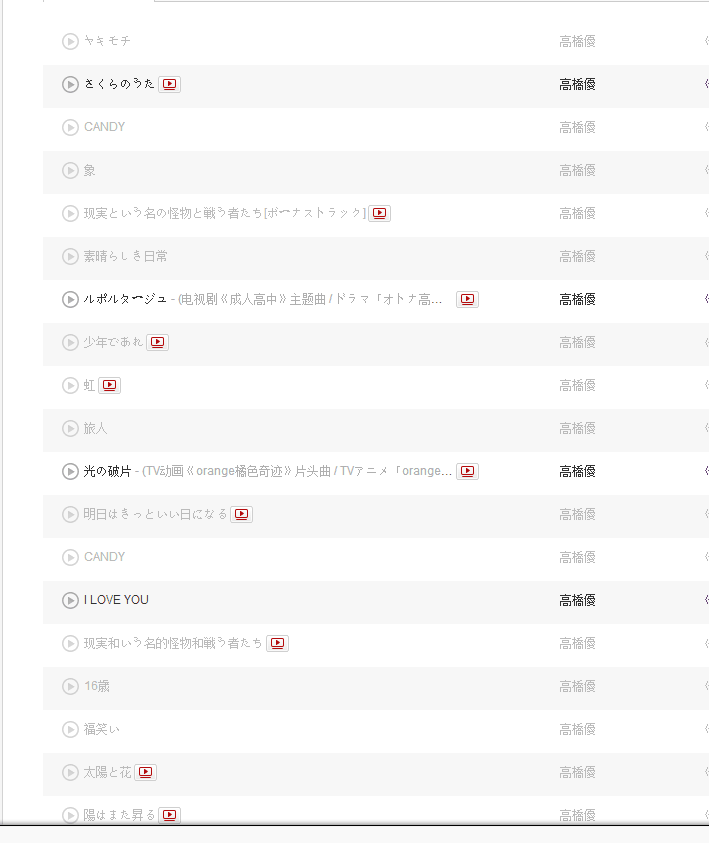 ヤキモチ 高橋優 《
さくらのうた 高橋優 《
CANDY 高橋優 《
象 高橋優 《
现実という名の怪物と戦う者たち[ボーナストラック] 高橋優 《
素晴らしき日常 高橋優 《
ルポルタージュ - (电视剧《成人高中》主题曲 / ドラマ「オトナ高... 高橋優 《
少年であれ 高橋優 《
虹 高橋優 《
旅人 高橋優 《
光の破片 - (TV动画《orange橘色奇迹》片头曲 / TVアニメ「orange... 高橋優 《
明日はきっといい日になる 高橋優 《
CANDY 高橋優 《
I LOVE YOU 高橋優 《
现実和いう名的怪物和戦う者たち 高橋優 《
16歳 高橋優 《
福笑い 高橋優 《
太陽と花 高橋優 《
陽はまた昇る 高橋優 《